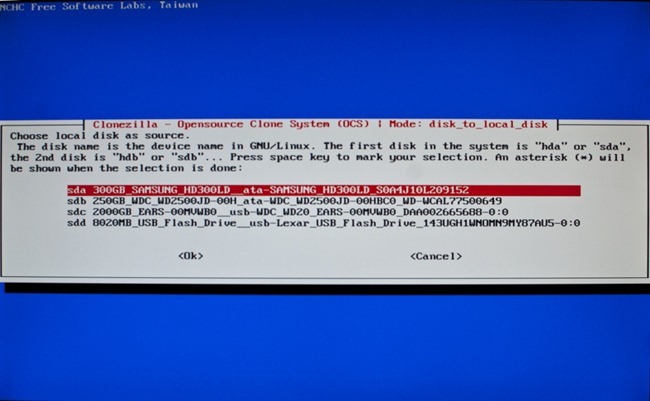 NCHC Free Software Labs, Taiwan
Clonezilla - Opensource Clone System (OCS) | Mode: disk_to_local_disk
Choose local disk as source.
The disk name is the device name in GNU/Linux. The first disk in the system is "hda" or "sda",
the 2nd disk is "hdb" or "sdb"... Press space key to mark your selection. An asterisk (*) will
be shown when the selection is done:
sda 300GB_SAMSUNG_HD300LD__ata-SAMSUNG_HD300LD_S0A4J10L209152
sdb 250GB_WDC_WD2500JD-00H_ata-WDC_WD2500JD-00HBC0_WD-WCAL77500649
sdc 2000GB_EARS-00MVWB0__usb-WDC_WD20_EARS-00MVWB0_DAA002665688-0:0
sdd 8020MB_USB_Flash_Drive__usb-Lexar_USB_Flash_Drive_143UGH1WNOMN9MY87AU5-0:0
<Ok> <Cancel>